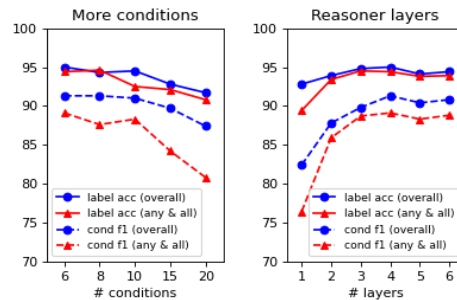 More conditions
100
95
90
85
80
75
70
label acc (overall)
label acc (any & all)
cond f1 (overall)
cond f1 (any & all)
6 8 10 15 20
# conditions
Reasoner layers
100
95
90
85
80
75
70
label acc (overall)
label acc (any & all)
cond f1 (overall)
cond f1 (any & all)
1 2 3 4 5 6
# layers